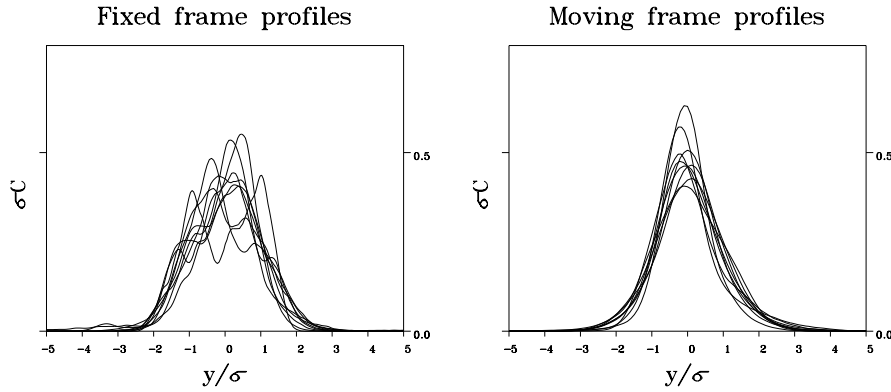 Fixed frame profiles
σC
0.5
0.0
-5 -4 -3 -2 -1 0 1 2 3 4 5
y/σ
Moving frame profiles
σC
0.5
0.0
-5 -4 -3 -2 -1 0 1 2 3 4 5
y/σ